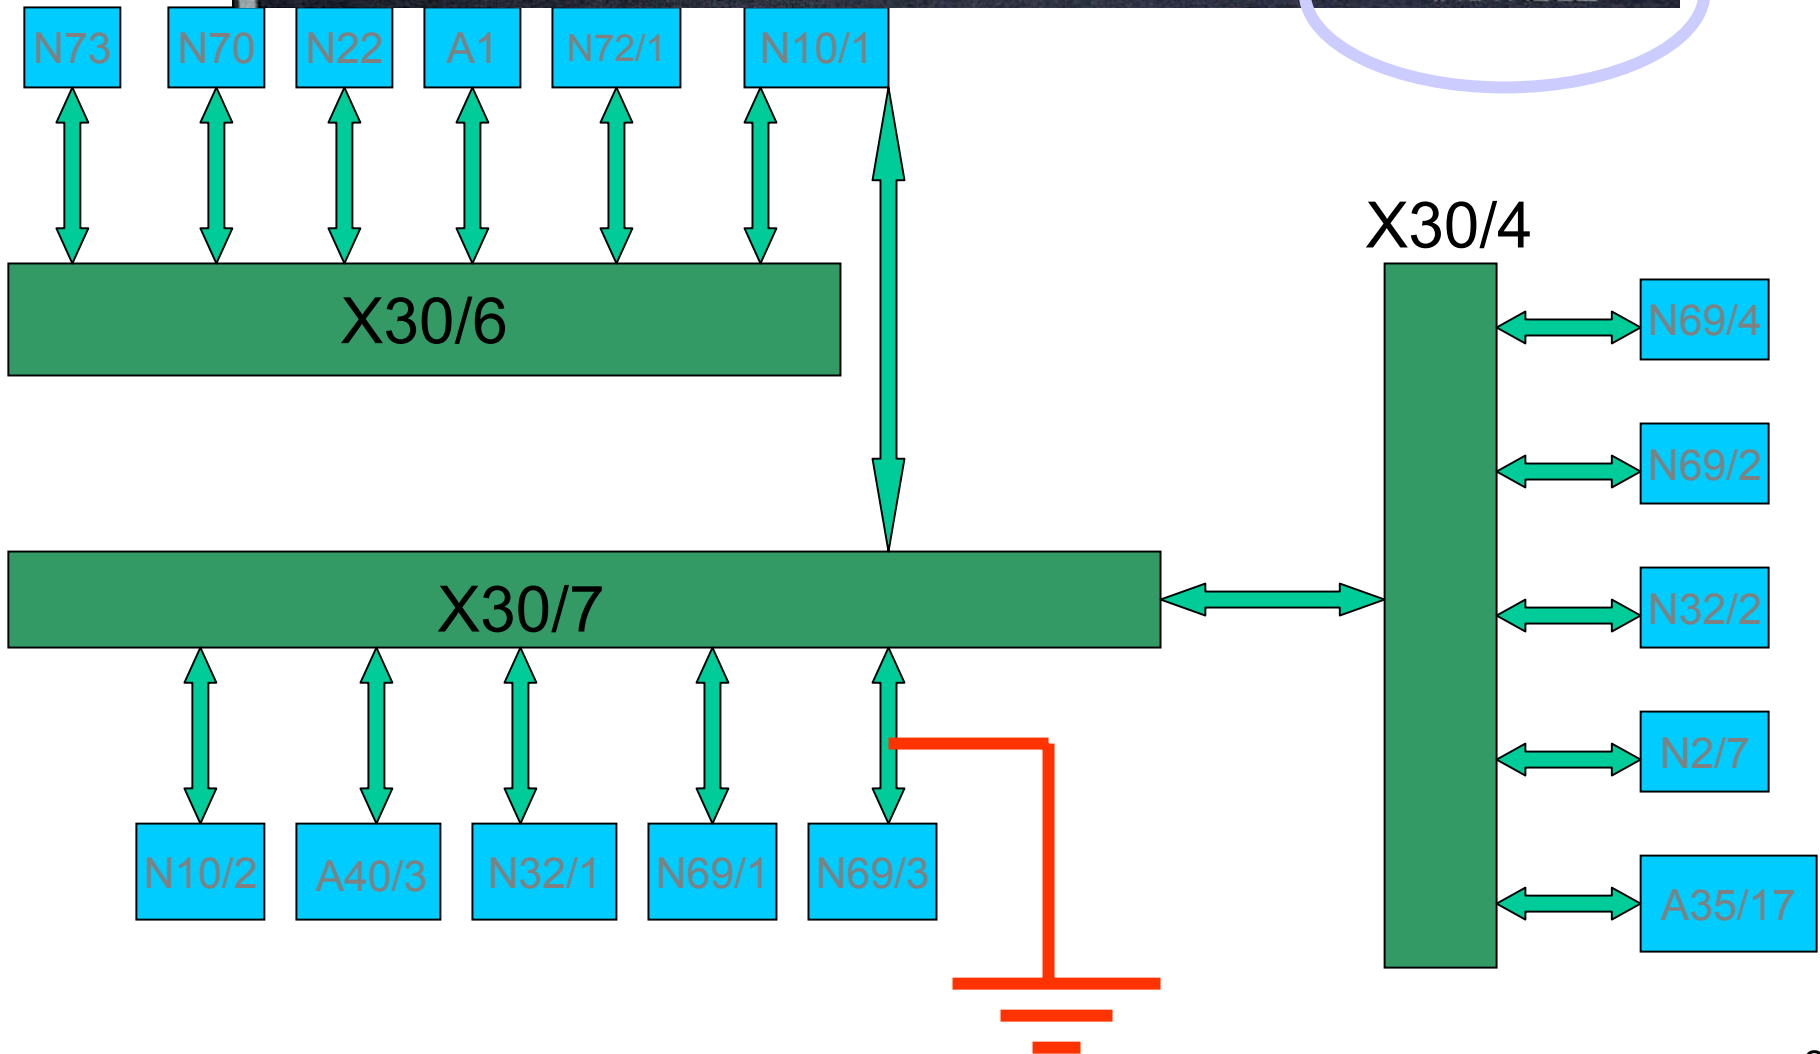 N73
N70
N22
A1
N72/1
N10/1
X30/4
X30/6
N69/4
N69/2
X30/7
N32/2
N2/7
N10/2
A40/3
N32/1
N69/1
N69/3
A35/17